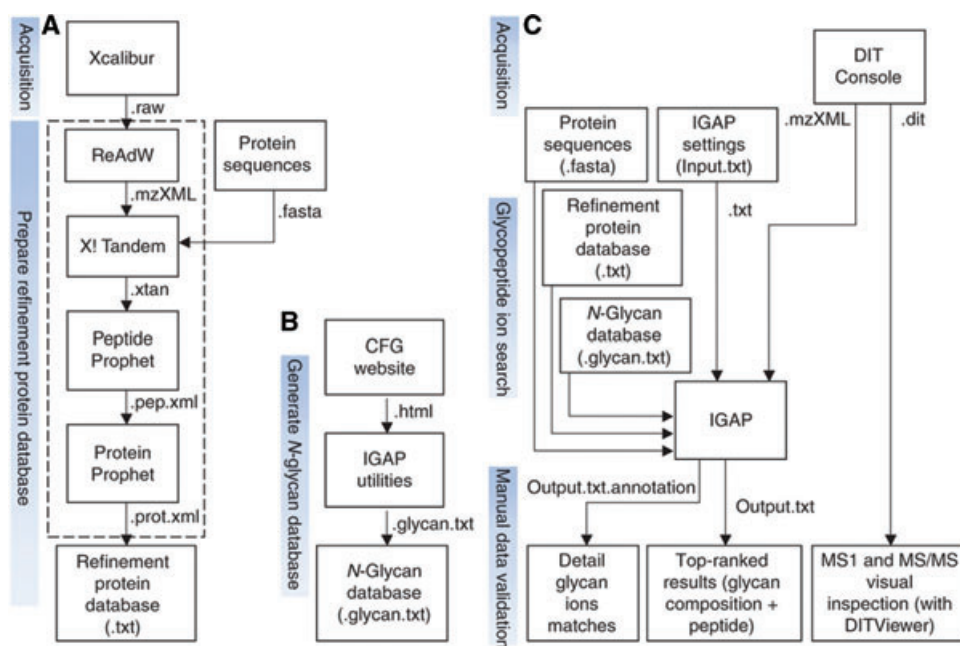 A
Acquisition
Xcalibur
.raw
Prepare refinement protein database
ReAdW
.mzXML
Protein
sequences
.fasta
X! Tandem
.xtan
Peptide
Prophet
.pep.xml
Protein
Prophet
.prot.xml
Refinement
protein
database
(.txt)
B
Generate N-glycan database
CFG
website
.html
IGAP
utilities
.glycan.txt
N-Glycan
database
(.glycan.txt)
C
Acquisition
DIT
Console
.mzXML
.dit
Protein
sequences
(.fasta)
IGAP
settings
(Input.txt)
.txt
Glycopeptide ion search
Refinement
protein
database
(.txt)
N-Glycan
database
(.glycan.txt)
IGAP
Output.txt.annotation
Output.txt
Manual data validation
Detail
glycan
ions
matches
Top-ranked
results (glycan
composition +
peptide)
MS1 and MS/MS
visual
inspection (with
DITViewer)